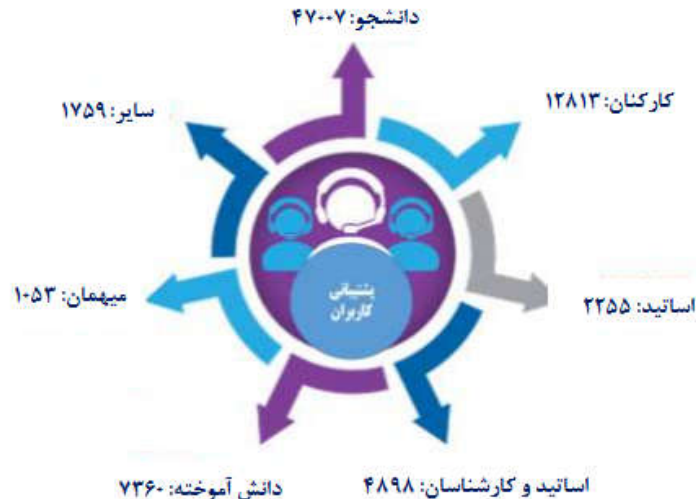 دانشجو: ۴۷۰۰۷
کارکنان: ۱۲۸۱۳
سایر: ۱۷۵۹
اساتید: ۲۲۵۵
میهمان: ۱۰۵۳
پشتیبانی
کاربران
اساتید و کارشناسان: ۴۸۹۸
دانش آموخته: ۷۳۶۰